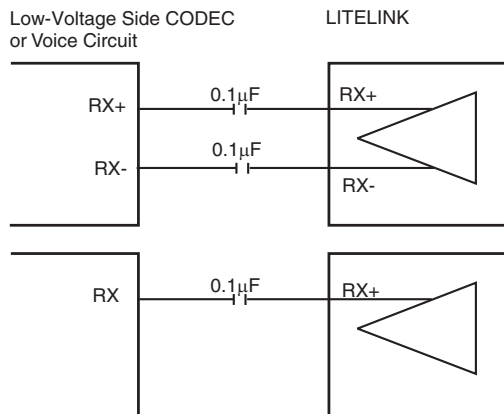 Low-Voltage Side CODEC
or Voice Circuit
LITELINK
RX+
0.1μF
RX+
RX-
0.1μF
RX-
RX
0.1μF
RX+